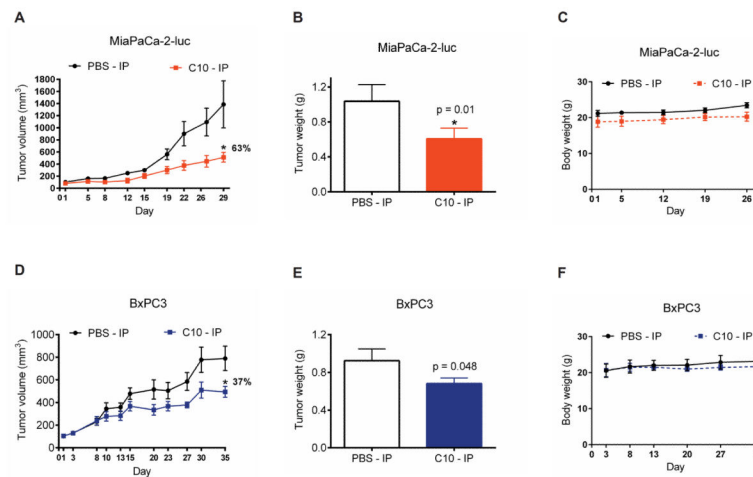 A
MiaPaCa-2-luc
PBS - IP C10 - IP
Tumor volume (mm³)
1800
1600
1400
1200
1000
800
600
400
200
0
* 63%
01 5 8 12 15 19 22 26 29
Day
B
MiaPaCa-2-luc
Tumor weight (g)
1.2
0.8
0.4
0.0
p = 0.01
*
PBS - IP C10 - IP
C
MiaPaCa-2-luc
PBS - IP C10 - IP
Body weight (g)
30
20
10
0
01 5 12 19 26
Day
D
BxPC3
PBS - IP C10 - IP
Tumor volume (mm³)
1000
800
600
400
200
0
* 37%
01 3 8 10 13 15 20 23 27 30 35
Day
E
BxPC3
Tumor weight (g)
1.2
0.8
0.4
0.0
p = 0.048
PBS - IP C10 - IP
F
BxPC3
PBS - IP C10 - IP
Body weight (g)
30
20
10
0
0 3 8 13 20 27
Day